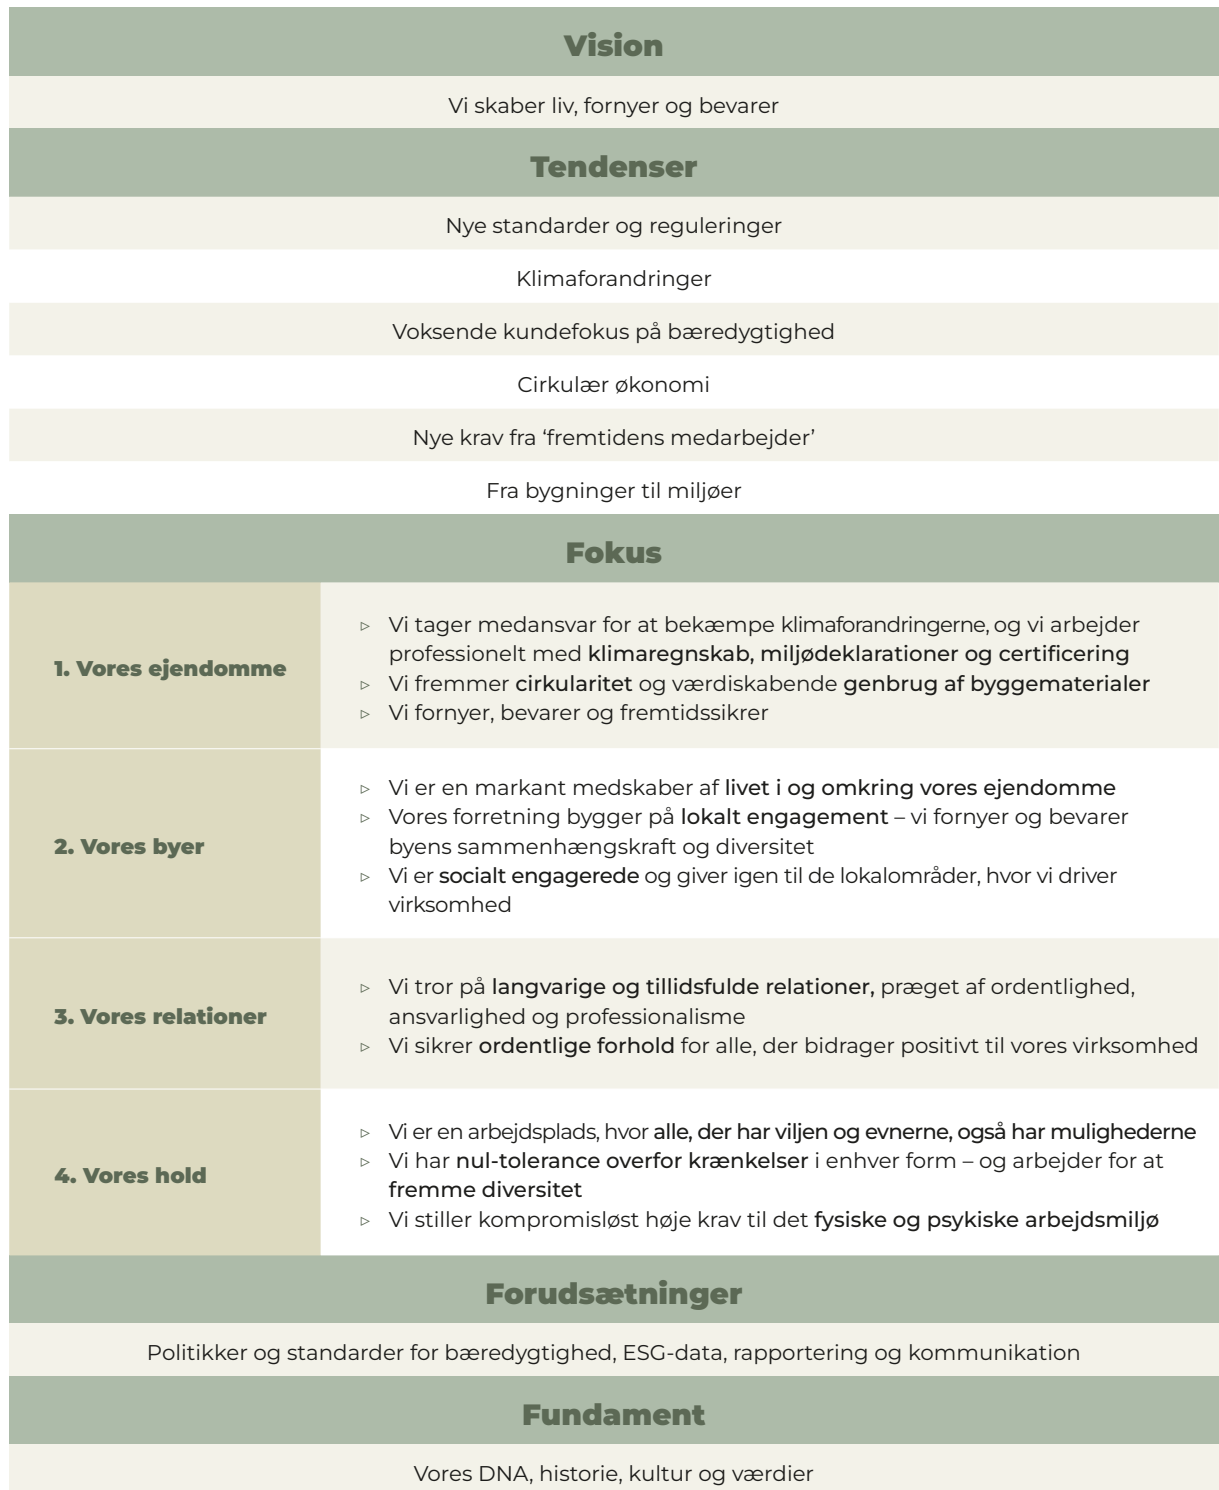 Vision
Vi skaber liv, fornyer og bevarer
Tendenser
Nye standarder og reguleringer
Klimaforandringer
Voksende kundefokus på bæredygtighed
Cirkulær økonomi
Nye krav fra ‘fremtidens medarbejder’
Fra bygninger til miljøer
Fokus
1. Vores ejendomme
▹ Vi tager medansvar for at bekæmpe klimaforandringerne, og vi arbejder
professionelt med klimaregnskab, miljødeklarationer og certificering
▹ Vi fremmer cirkularitet og værdiskabende genbrug af byggematerialer
▹ Vi fornyer, bevarer og fremtidssikrer
2. Vores byer
▹ Vi er en markant medskaber af livet i og omkring vores ejendomme
▹ Vores forretning bygger på lokalt engagement – vi fornyer og bevarer
byens sammenhængskraft og diversitet
▹ Vi er socialt engagerede og giver igen til de lokalområder, hvor vi driver
virksomhed
3. Vores relationer
▹ Vi tror på langvarige og tillidsfulde relationer, præget af ordentlighed,
ansvarlighed og professionalisme
▹ Vi sikrer ordentlige forhold for alle, der bidrager positivt til vores virksomhed
4. Vores hold
▹ Vi er en arbejdsplads, hvor alle, der har viljen og evnerne, også har mulighederne
▹ Vi har nul-tolerance overfor krænkelser i enhver form – og arbejder for at
fremme diversitet
▹ Vi stiller kompromisløst høje krav til det fysiske og psykiske arbejdsmiljø
Forudsætninger
Politikker og standarder for bæredygtighed, ESG-data, rapportering og kommunikation
Fundament
Vores DNA, historie, kultur og værdier